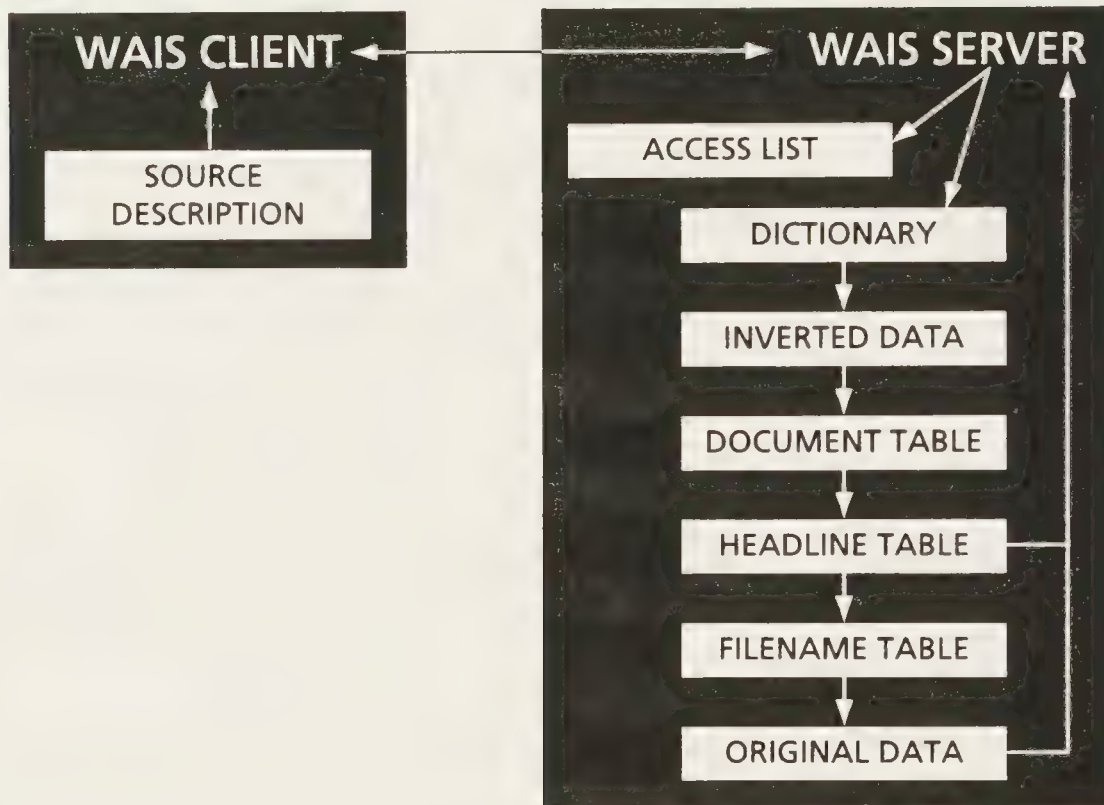 WAIS CLIENT
SOURCE
DESCRIPTION
WAIS SERVER
ACCESS LIST
DICTIONARY
INVERTED DATA
DOCUMENT TABLE
HEADLINE TABLE
FILENAME TABLE
ORIGINAL DATA